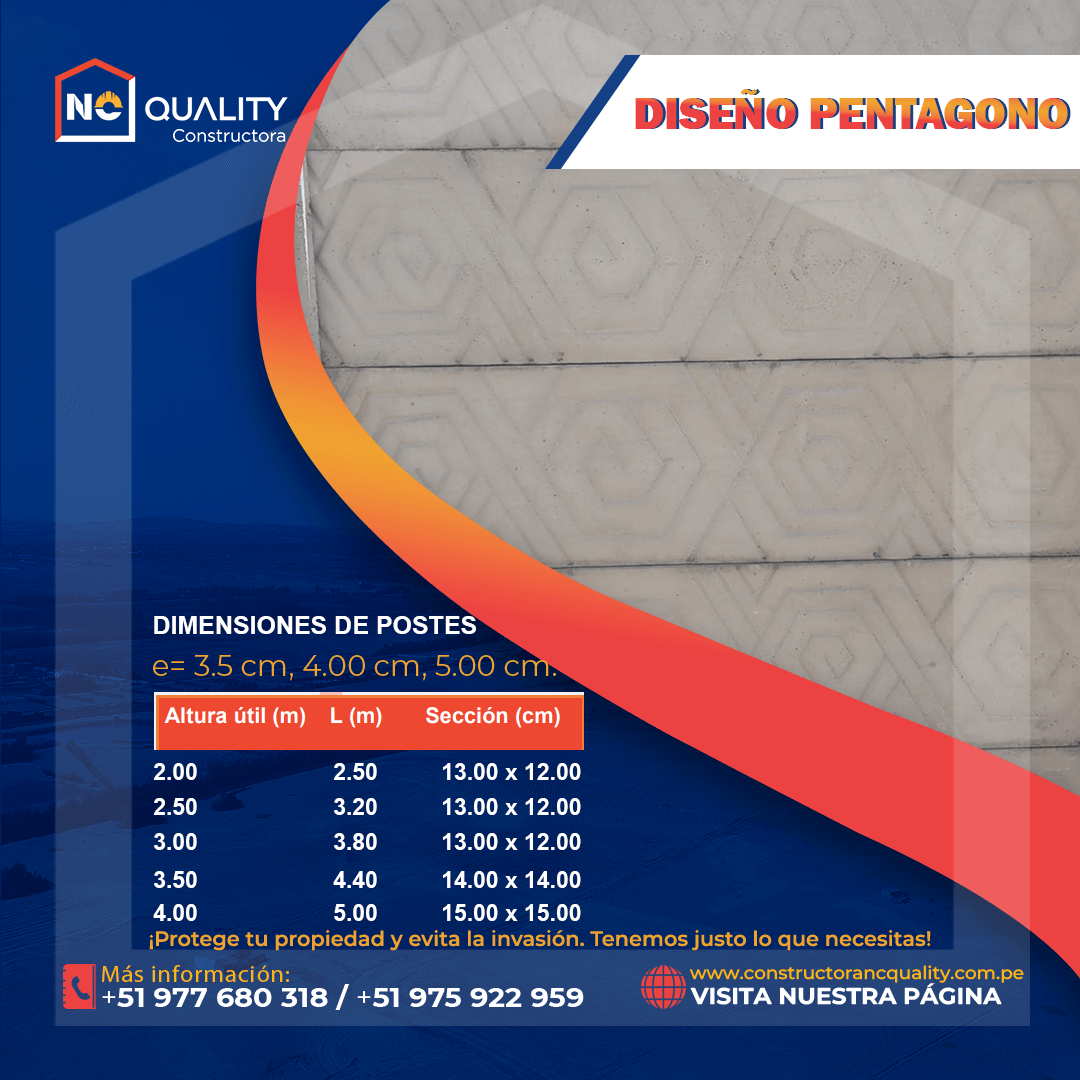 NC QUALITY
Constructora
DISEÑO PENTAGONO
DIMENSIONES DE POSTES
e= 3.5 cm, 4.00 cm, 5.00 cm.
Altura útil (m) L (m) Sección (cm)
2.00 2.50 13.00 x 12.00
2.50 3.20 13.00 x 12.00
3.00 3.80 13.00 x 12.00
3.50 4.40 14.00 x 14.00
4.00 5.00 15.00 x 15.00
¡Protege tu propiedad y evita la invasión. Tenemos justo lo que necesitas!
Más información:
+51 977 680 318 / +51 975 922 959
www.constructorancquality.com.pe
VISITA NUESTRA PÁGINA